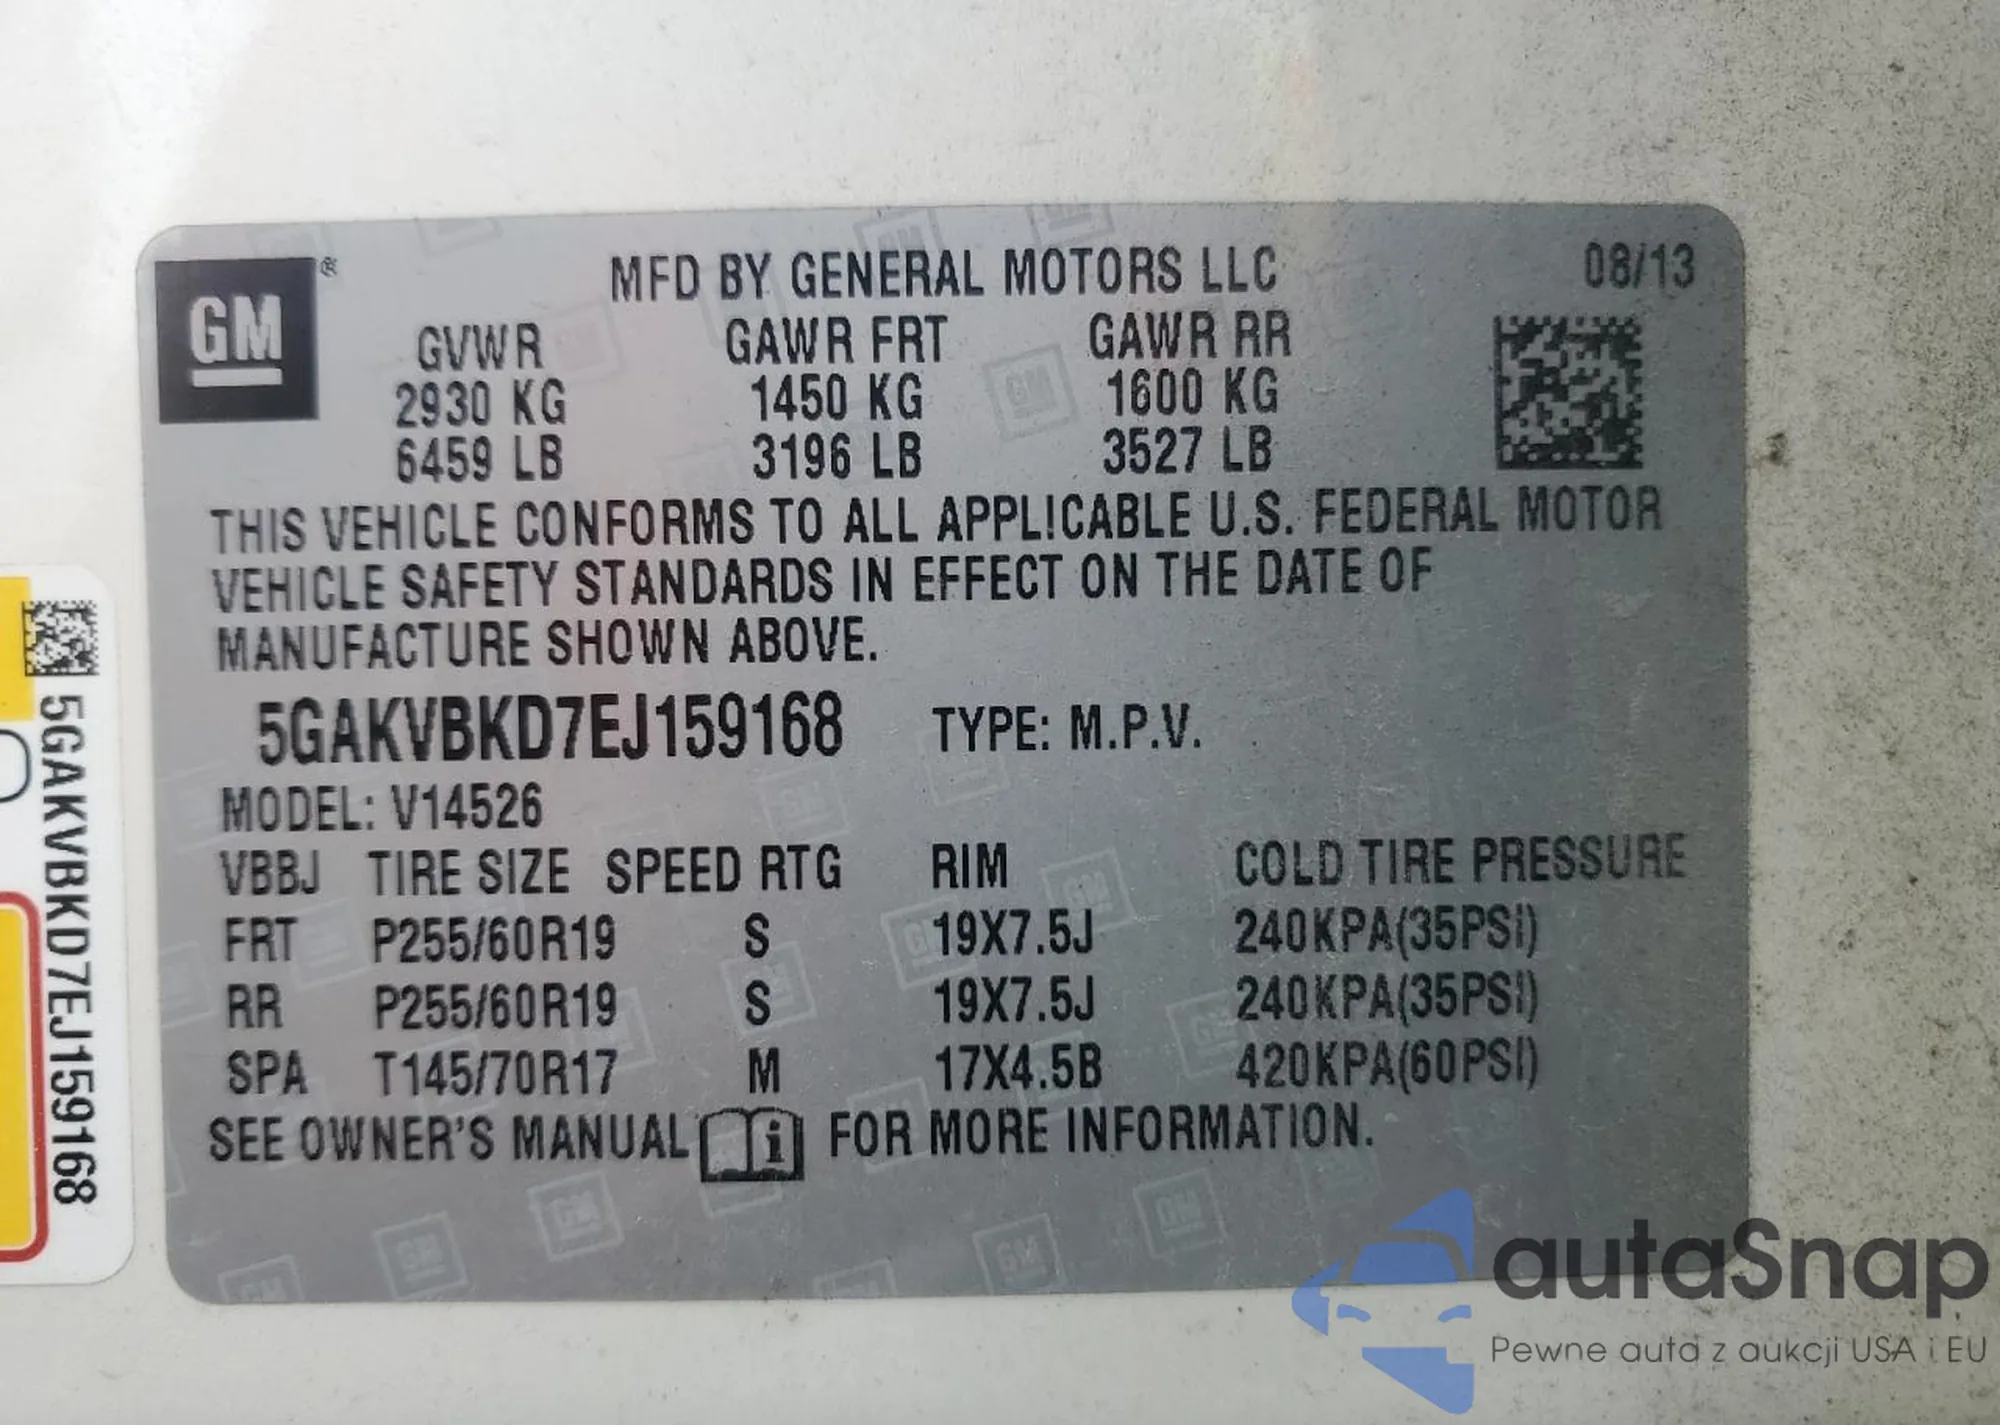 GM
®
MFD BY GENERAL MOTORS LLC
08/13
GVWR GAWR FRT GAWR RR
2930 KG 1450 KG 1600 KG
6459 LB 3196 LB 3527 LB
THIS VEHICLE CONFORMS TO ALL APPLICABLE U.S. FEDERAL MOTOR
VEHICLE SAFETY STANDARDS IN EFFECT ON THE DATE OF
MANUFACTURE SHOWN ABOVE.
5GAKVBKD7EJ159168 TYPE: M.P.V.
MODEL: V14526
VBBJ TIRE SIZE SPEED RTG RIM COLD TIRE PRESSURE
FRT P255/60R19 S 19X7.5J 240KPA(35PSI)
RR P255/60R19 S 19X7.5J 240KPA(35PSI)
SPA T145/70R17 M 17X4.5B 420KPA(60PSI)
SEE OWNER'S MANUAL i FOR MORE INFORMATION.
5GAKVBKD7EJ159168
autaSnap
Pewne auta z aukcji USA i EU